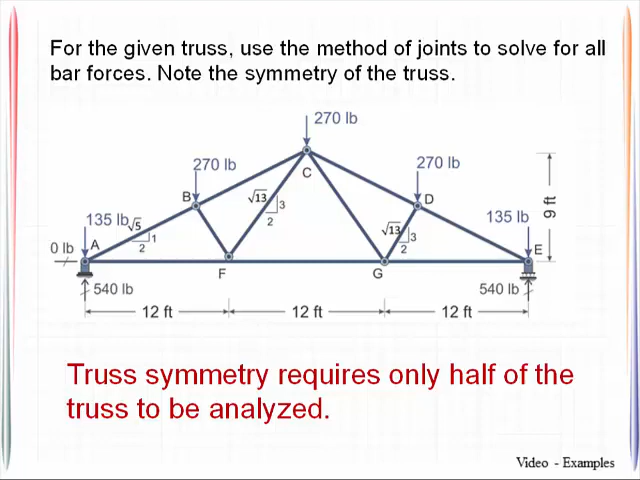 For the given truss, use the method of joints to solve for all
bar forces. Note the symmetry of the truss.
270 lb
270 lb
C
270 lb
B
√13
3
2
D
135 lb
√5
1
2
√13
3
2
135 lb
9 ft
0 lb
A
E
F
G
540 lb
540 lb
12 ft
12 ft
12 ft
Truss symmetry requires only half of the
truss to be analyzed.
Video - Examples